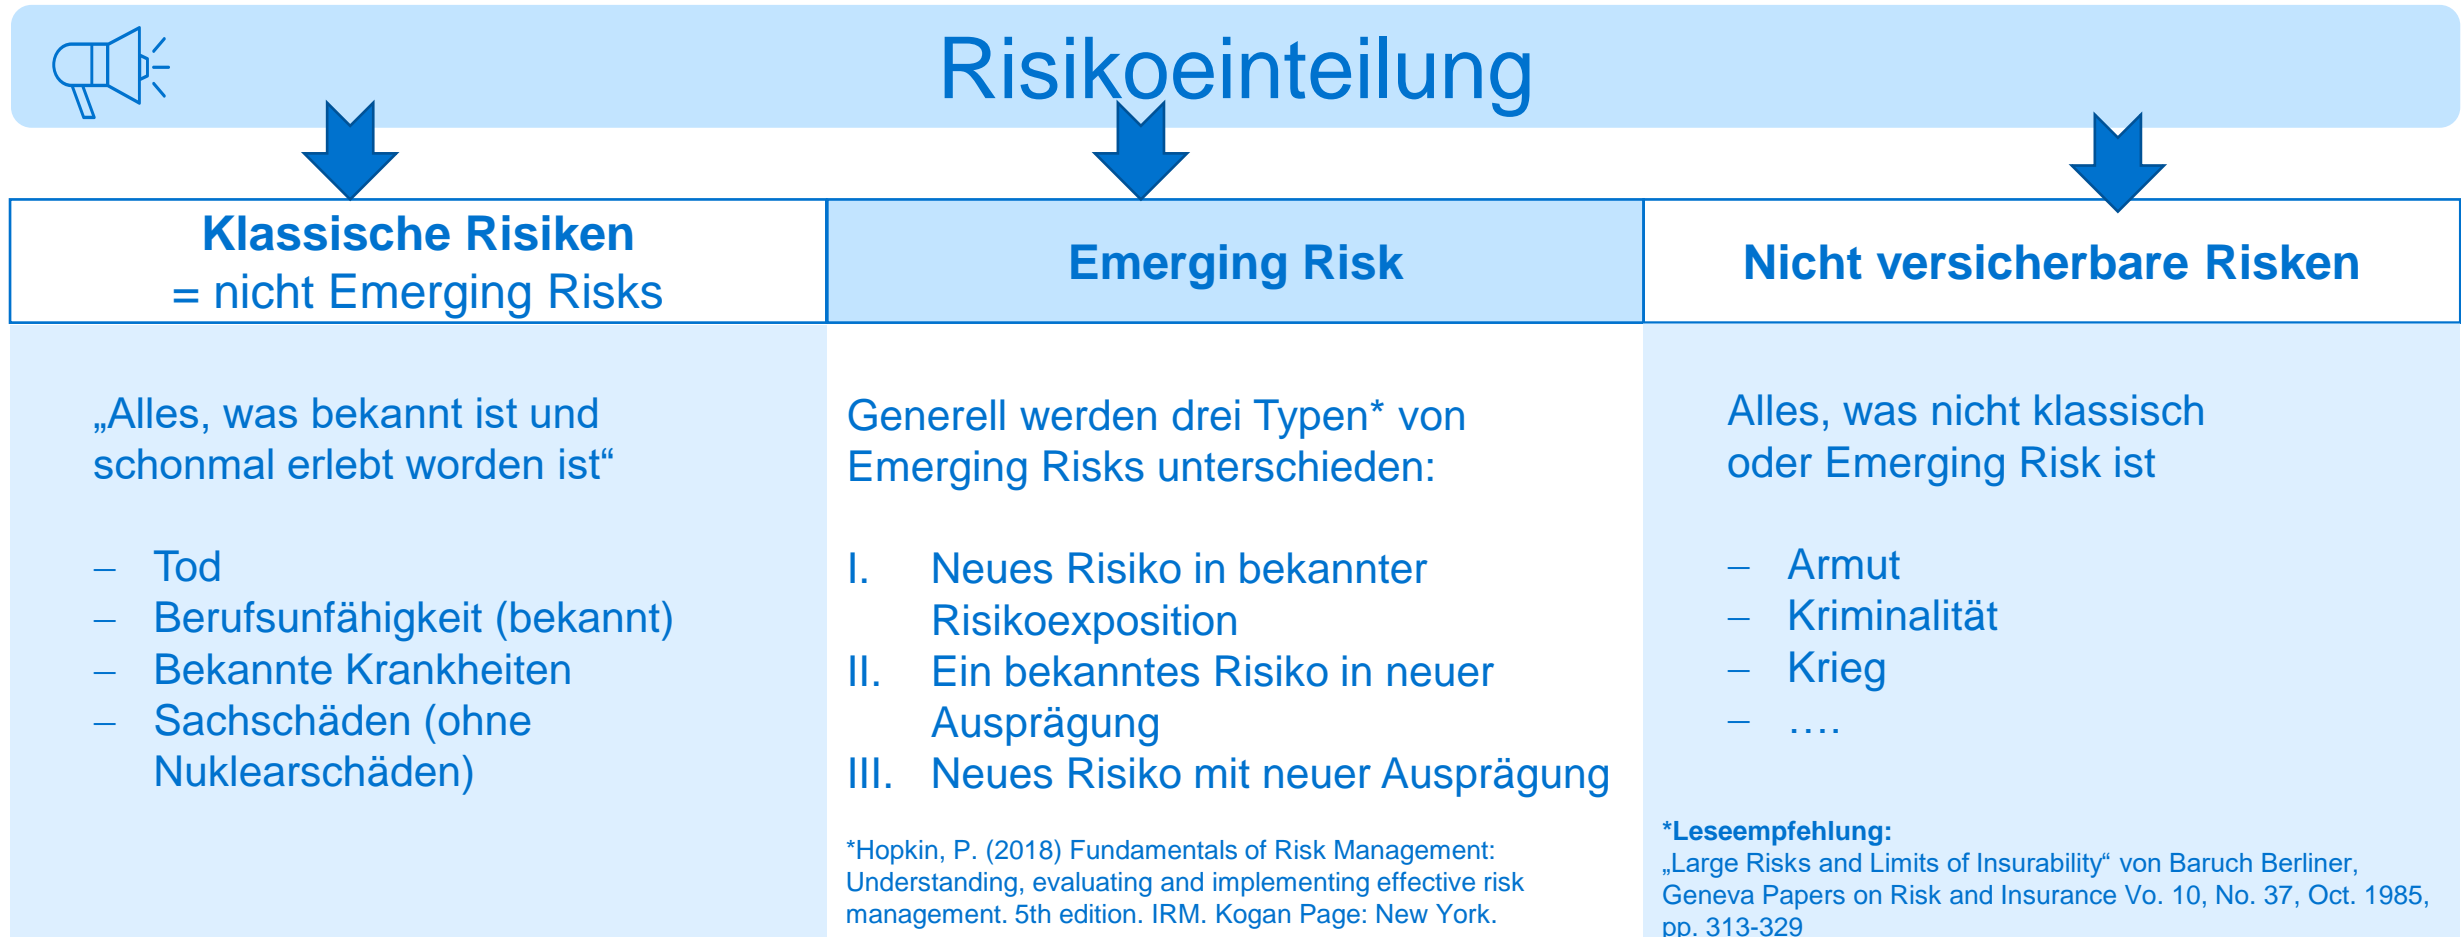 Risikoeinteilung
Klassische Risiken
= nicht Emerging Risks
„Alles, was bekannt ist und
schonmal erlebt worden ist“
– Tod
– Berufsunfähigkeit (bekannt)
– Bekannte Krankheiten
– Sachschäden (ohne
Nuklearschäden)
Emerging Risk
Generell werden drei Typen* von
Emerging Risks unterschieden:
I. Neues Risiko in bekannter
Risikoexposition
II. Ein bekanntes Risiko in neuer
Ausprägung
III. Neues Risiko mit neuer Ausprägung
*Hopkin, P. (2018) Fundamentals of Risk Management:
Understanding, evaluating and implementing effective risk
management. 5th edition. IRM. Kogan Page: New York.
Nicht versicherbare Risken
Alles, was nicht klassisch
oder Emerging Risk ist
– Armut
– Kriminalität
– Krieg
– ….
*Leseempfehlung:
„Large Risks and Limits of Insurability“ von Baruch Berliner,
Geneva Papers on Risk and Insurance Vo. 10, No. 37, Oct. 1985,
pp. 313-329